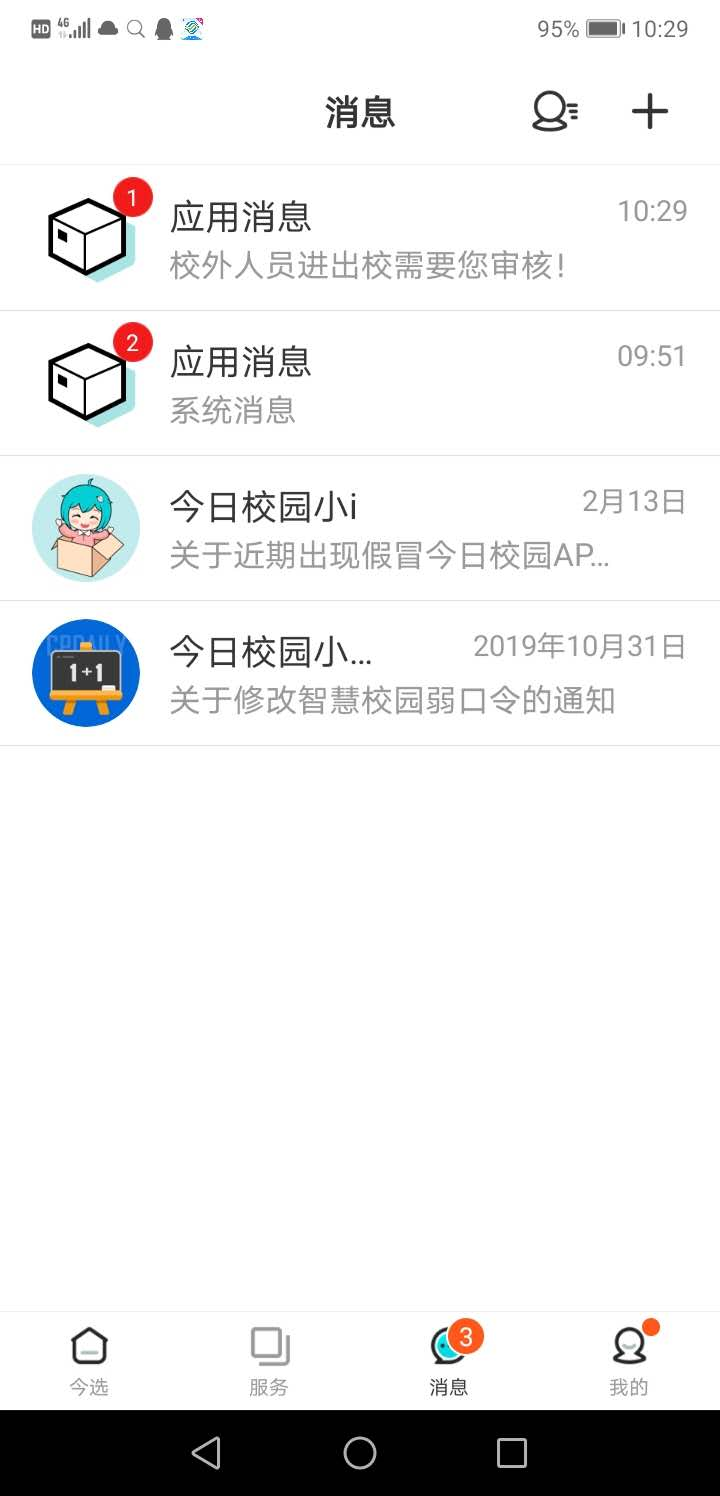 HD 4G 95% 10:29
消息
1
应用消息 10:29
校外人员进出校需要您审核!
2
应用消息 09:51
系统消息
今日校园小i 2月13日
关于近期出现假冒今日校园AP...
CPDAILY
1+1
今日校园小... 2019年10月31日
关于修改智慧校园弱口令的通知
3
今选 服务 消息 我的